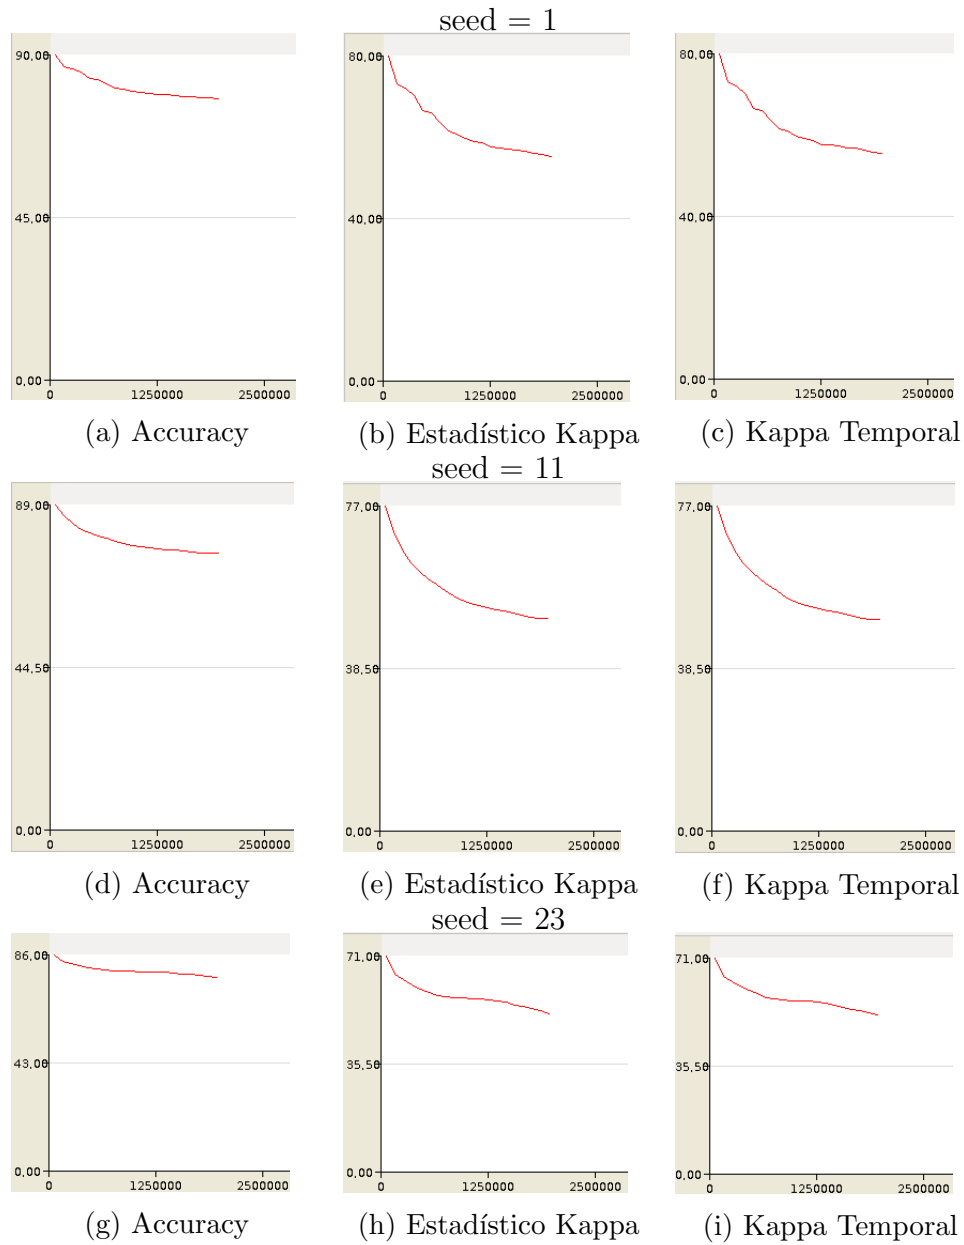 seed = 1
90,00
45,00
0,00
0 1250000 2500000
80,00
40,00
0,00
0 1250000 2500000
80,00
40,00
0,00
0 1250000 2500000
(a) Accuracy
(b) Estadístico Kappa
(c) Kappa Temporal
seed = 11
89,00
44,50
0,00
0 1250000 2500000
77,00
38,50
0,00
0 1250000 2500000
77,00
38,50
0,00
0 1250000 2500000
(d) Accuracy
(e) Estadístico Kappa
(f) Kappa Temporal
seed = 23
86,00
43,00
0,00
0 1250000 2500000
71,00
35,50
0,00
0 1250000 2500000
71,00
35,50
0,00
0 1250000 2500000
(g) Accuracy
(h) Estadístico Kappa
(i) Kappa Temporal